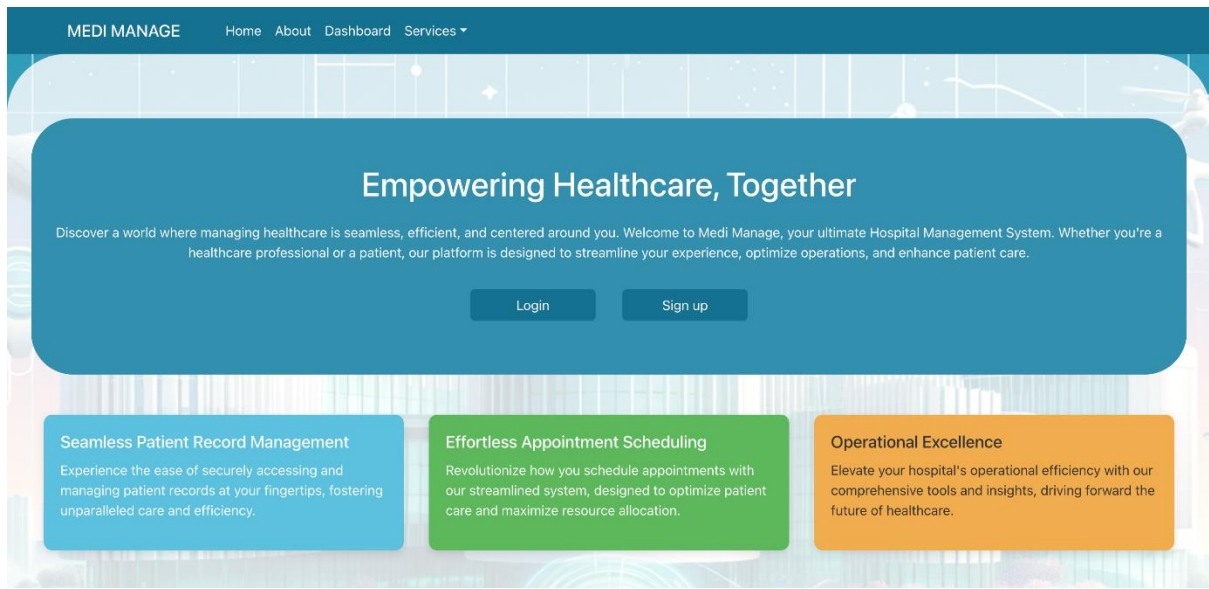 MEDI MANAGE Home About Dashboard Services
Empowering Healthcare, Together
Discover a world where managing healthcare is seamless, efficient, and centered around you. Welcome to Medi Manage, your ultimate Hospital Management System. Whether you're a
healthcare professional or a patient, our platform is designed to streamline your experience, optimize operations, and enhance patient care.
Login Sign up
Seamless Patient Record Management
Experience the ease of securely accessing and
managing patient records at your fingertips, fostering
unparalleled care and efficiency.
Effortless Appointment Scheduling
Revolutionize how you schedule appointments with
our streamlined system, designed to optimize patient
care and maximize resource allocation.
Operational Excellence
Elevate your hospital's operational efficiency with our
comprehensive tools and insights, driving forward the
future of healthcare.